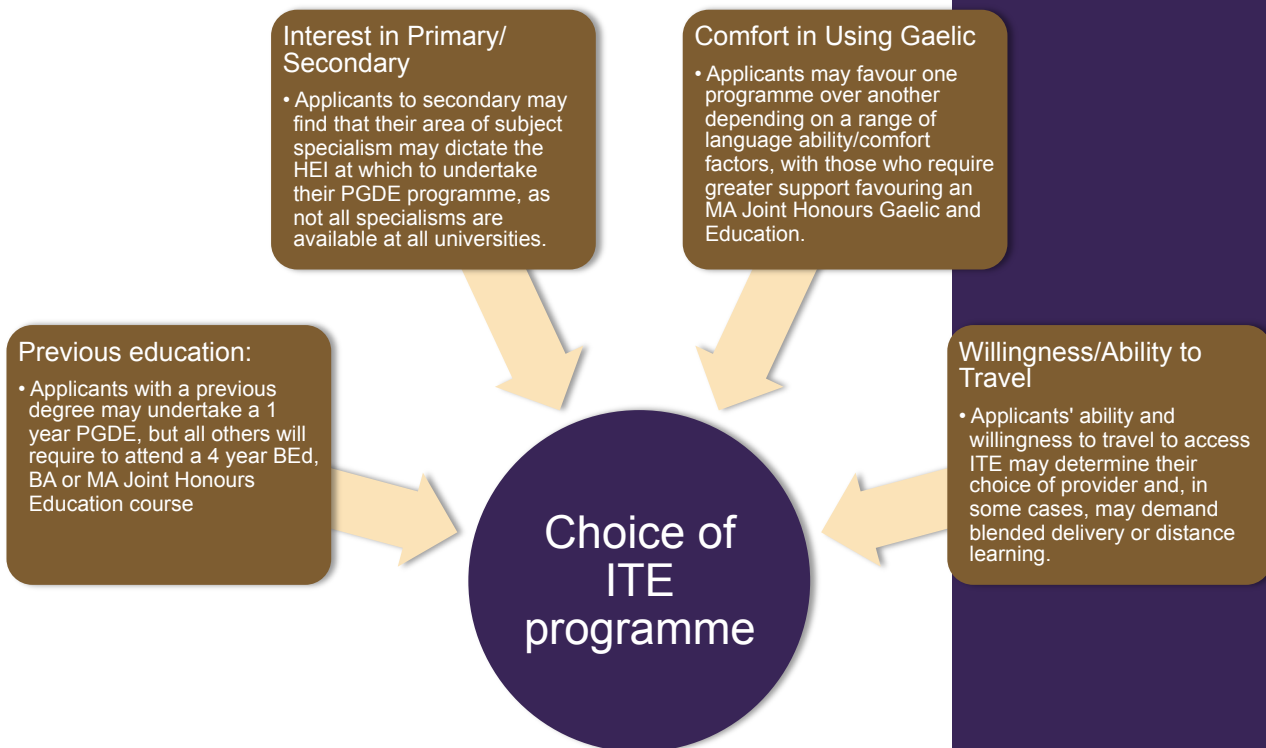 Interest in Primary/
Secondary
• Applicants to secondary may
find that their area of subject
specialism may dictate the
HEI at which to undertake
their PGDE programme, as
not all specialisms are
available at all universities.
Comfort in Using Gaelic
• Applicants may favour one
programme over another
depending on a range of
language ability/comfort
factors, with those who require
greater support favouring an
MA Joint Honours Gaelic and
Education.
Previous education:
• Applicants with a previous
degree may undertake a 1
year PGDE, but all others will
require to attend a 4 year BEd,
BA or MA Joint Honours
Education course
Willingness/Ability to
Travel
• Applicants' ability and
willingness to travel to access
ITE may determine their
choice of provider and, in
some cases, may demand
blended delivery or distance
learning.
Choice of
ITE
programme